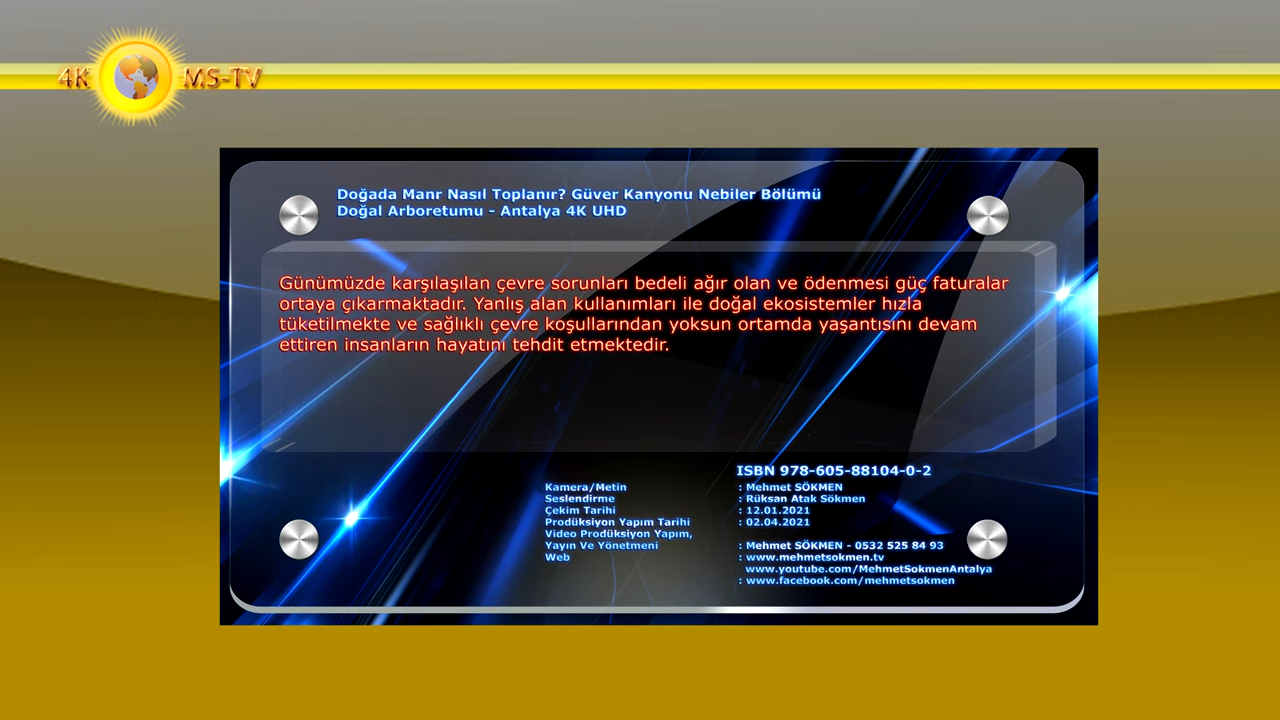 4K MS-TV
Doğada Manr Nasıl Toplanır? Güver Kanyonu Nebiler Bölümü
Doğal Arboretumu - Antalya 4K UHD
Günümüzde karşılaşılan çevre sorunları bedeli ağır olan ve ödenmesi güç faturalar
ortaya çıkarmaktadır. Yanlış alan kullanımları ile doğal ekosistemler hızla
tüketilmekte ve sağlıklı çevre koşullarından yoksun ortamda yaşantısını devam
ettiren insanların hayatını tehdit etmektedir.
ISBN 978-605-88104-0-2
Kamera/Metin : Mehmet SÖKMEN
Seslendirme : Rüksan Atak Sökmen
Çekim Tarihi : 12.01.2021
Prodüksiyon Yapım Tarihi : 02.04.2021
Video Prodüksiyon Yapım,
Yayın Ve Yönetmeni : Mehmet SÖKMEN - 0532 525 84 93
Web : www.mehmetsokmen.tv
www.youtube.com/MehmetSokmenAntalya
: www.facebook.com/mehmetsokmen